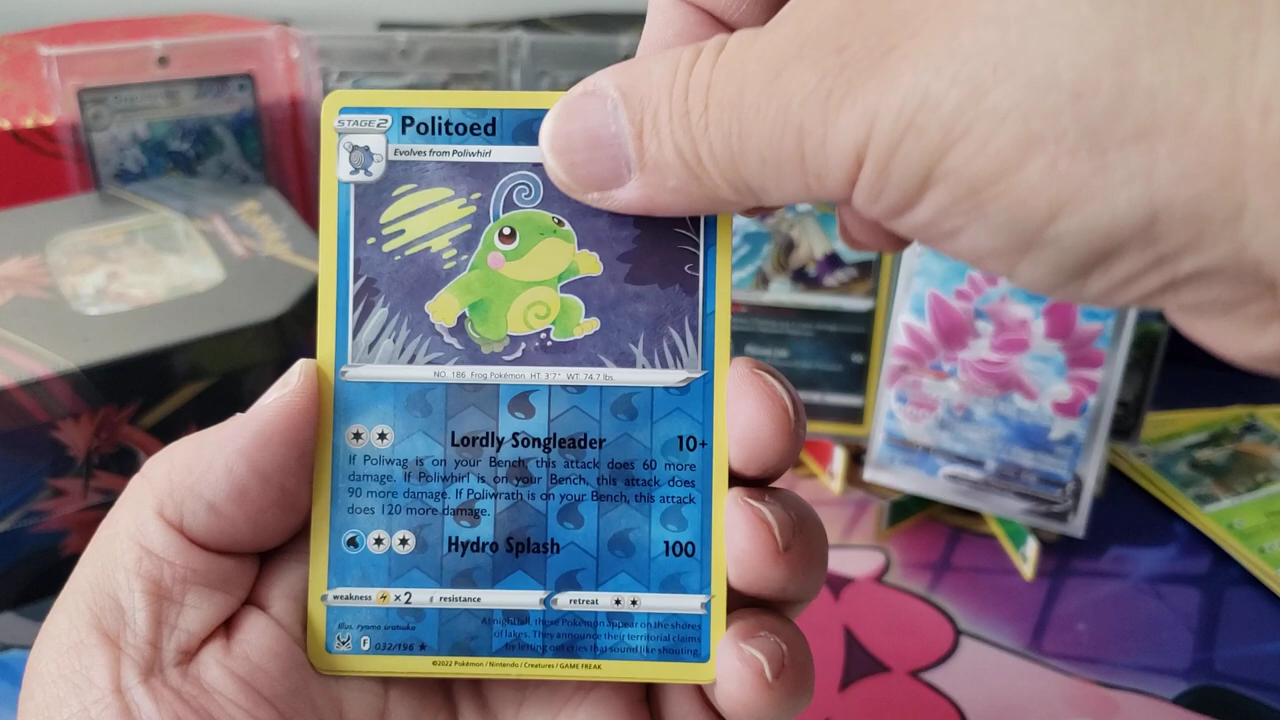 STAGE2
Politoed
Evolves from Poliwhirl
NO. 186 Frog Pokémon HT: 3'7" WT: 74.7 lbs.
Lordly Songleader 10+
If Poliwag is on your Bench, this attack does 60 more
damage. If Poliwhirl is on your Bench, this attack does
90 more damage. If Poliwrath is on your Bench, this attack
does 120 more damage.
Hydro Splash 100
weakness ×2 resistance retreat
Illus. ryoma uratsuka
At nightfall, these Pokémon appear on the shores
of lakes. They announce their territorial claims
by letting out cries that sound like shouting.
F 032/196 ★
©2022 Pokémon / Nintendo / Creatures / GAME FREAK